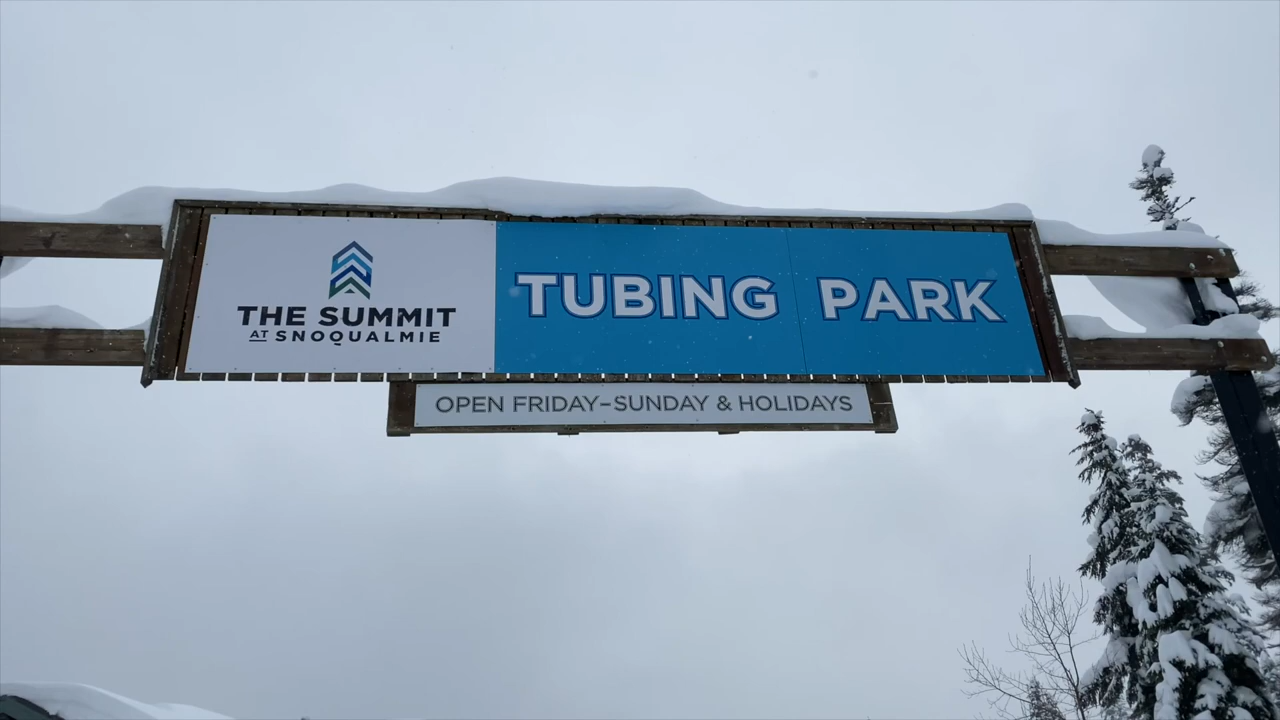 THE SUMMIT
AT SNOQUALMIE
TUBING PARK
OPEN FRIDAY–SUNDAY & HOLIDAYS